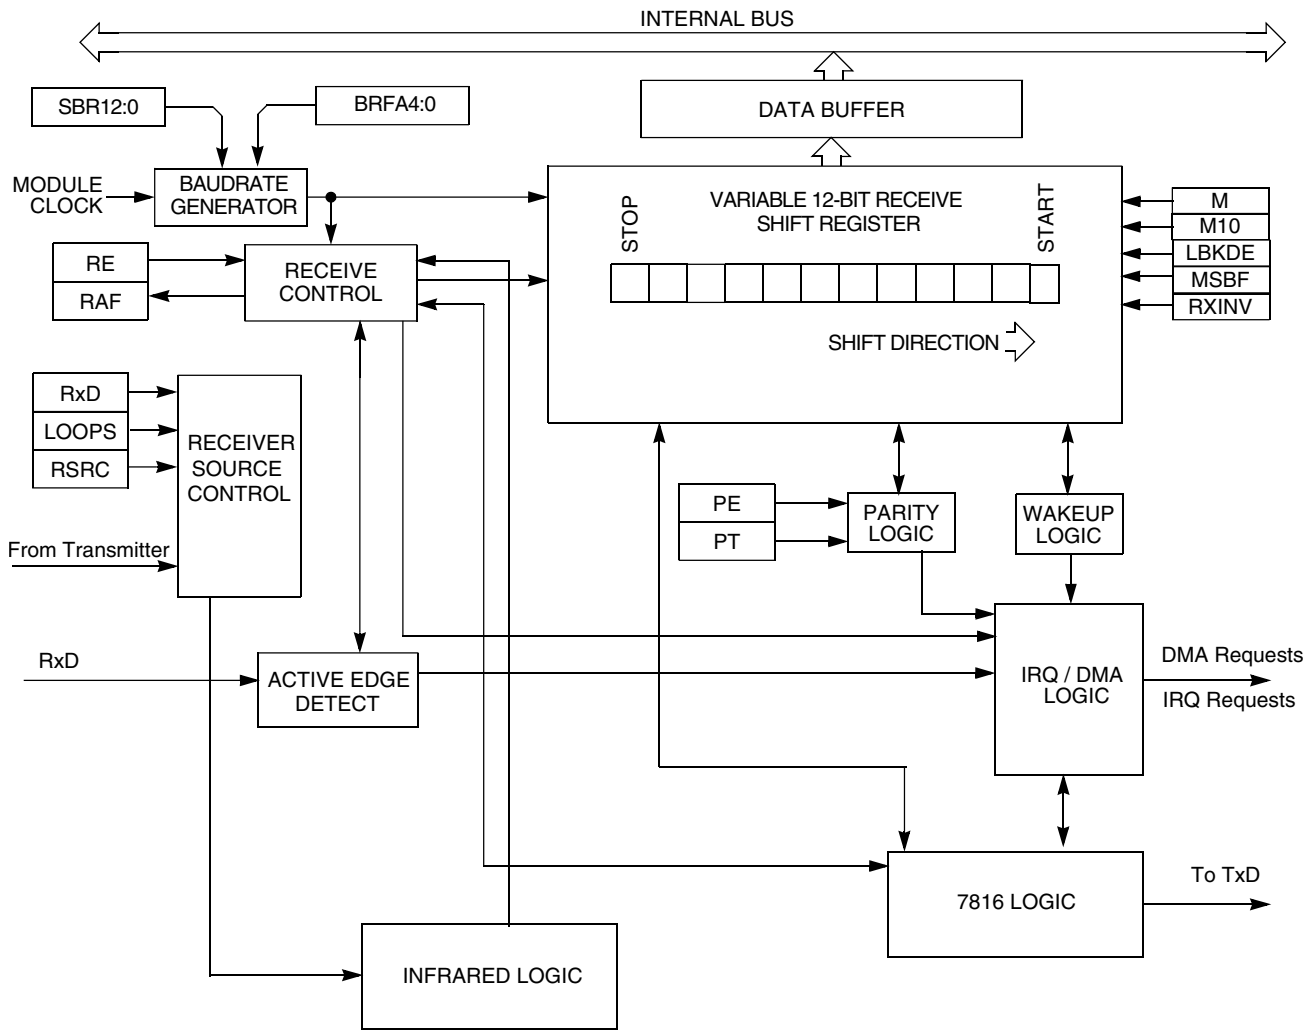 INTERNAL BUS
SBR12:0
BRFA4:0
DATA BUFFER
MODULE
CLOCK
BAUDRATE
GENERATOR
VARIABLE 12-BIT RECEIVE
SHIFT REGISTER
STOP
START
M
M10
LBKDE
MSBF
RXINV
RE
RAF
RECEIVE
CONTROL
SHIFT DIRECTION
RxD
LOOPS
RSRC
RECEIVER
SOURCE
CONTROL
From Transmitter
PE
PT
PARITY
LOGIC
WAKEUP
LOGIC
RxD
ACTIVE EDGE
DETECT
IRQ / DMA
LOGIC
DMA Requests
IRQ Requests
7816 LOGIC
To TxD
INFRARED LOGIC